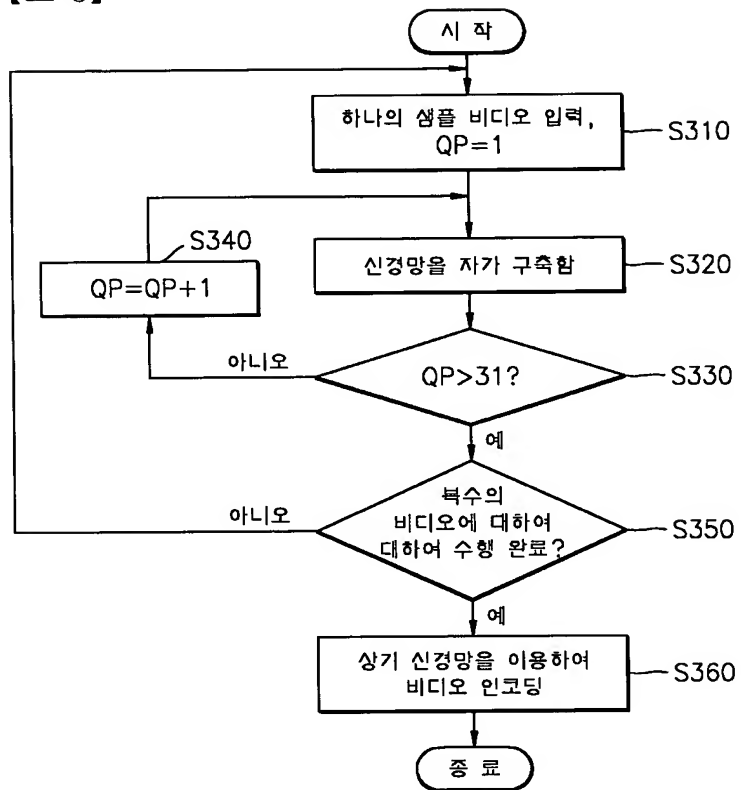 시 작
하나의 샘플 비디오 입력,
QP=1
S310
S340
QP=QP+1
신경망을 자가 구축함
S320
아니오
QP>31?
S330
예
아니오
복수의
비디오에 대하여
대하여 수행 완료?
S350
예
상기 신경망을 이용하여
비디오 인코딩
S360
종 료